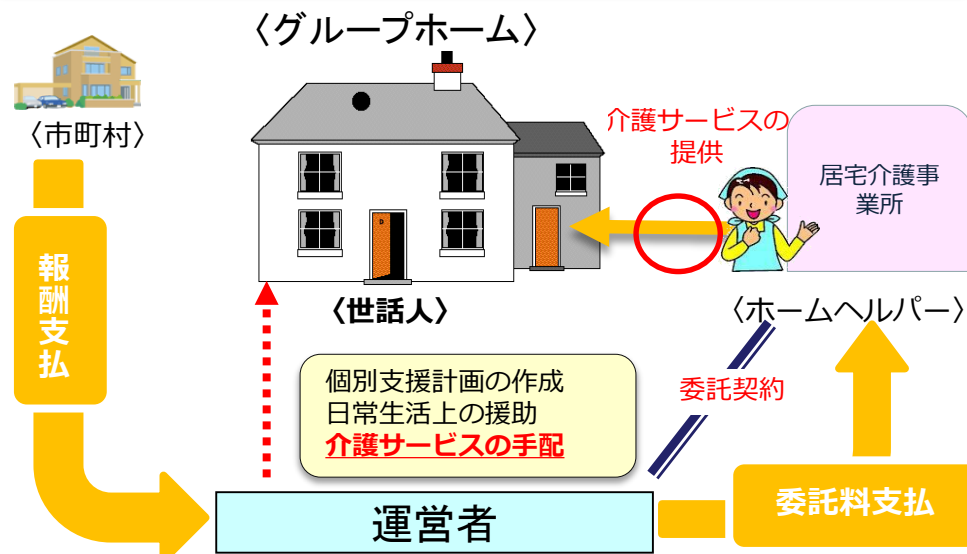 〈グループホーム〉
〈市町村〉
介護サービスの
提供
居宅介護事
業所
報酬支払
〈世話人〉
〈ホームヘルパー〉
個別支援計画の作成
日常生活上の援助
介護サービスの手配
委託契約
運営者
委託料支払